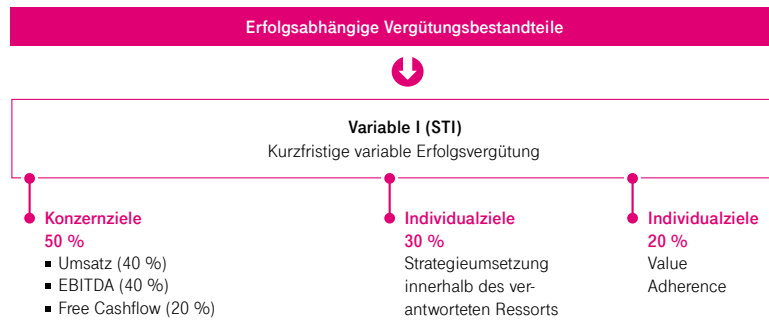 Erfolgsabhängige Vergütungsbestandteile
Variable I (STI)
Kurzfristige variable Erfolgsvergütung
Konzernziele
50 %
▪ Umsatz (40 %)
▪ EBITDA (40 %)
▪ Free Cashflow (20 %)
Individualziele
30 %
Strategieumsetzung
innerhalb des ver-
antworteten Ressorts
Individualziele
20 %
Value
Adherence